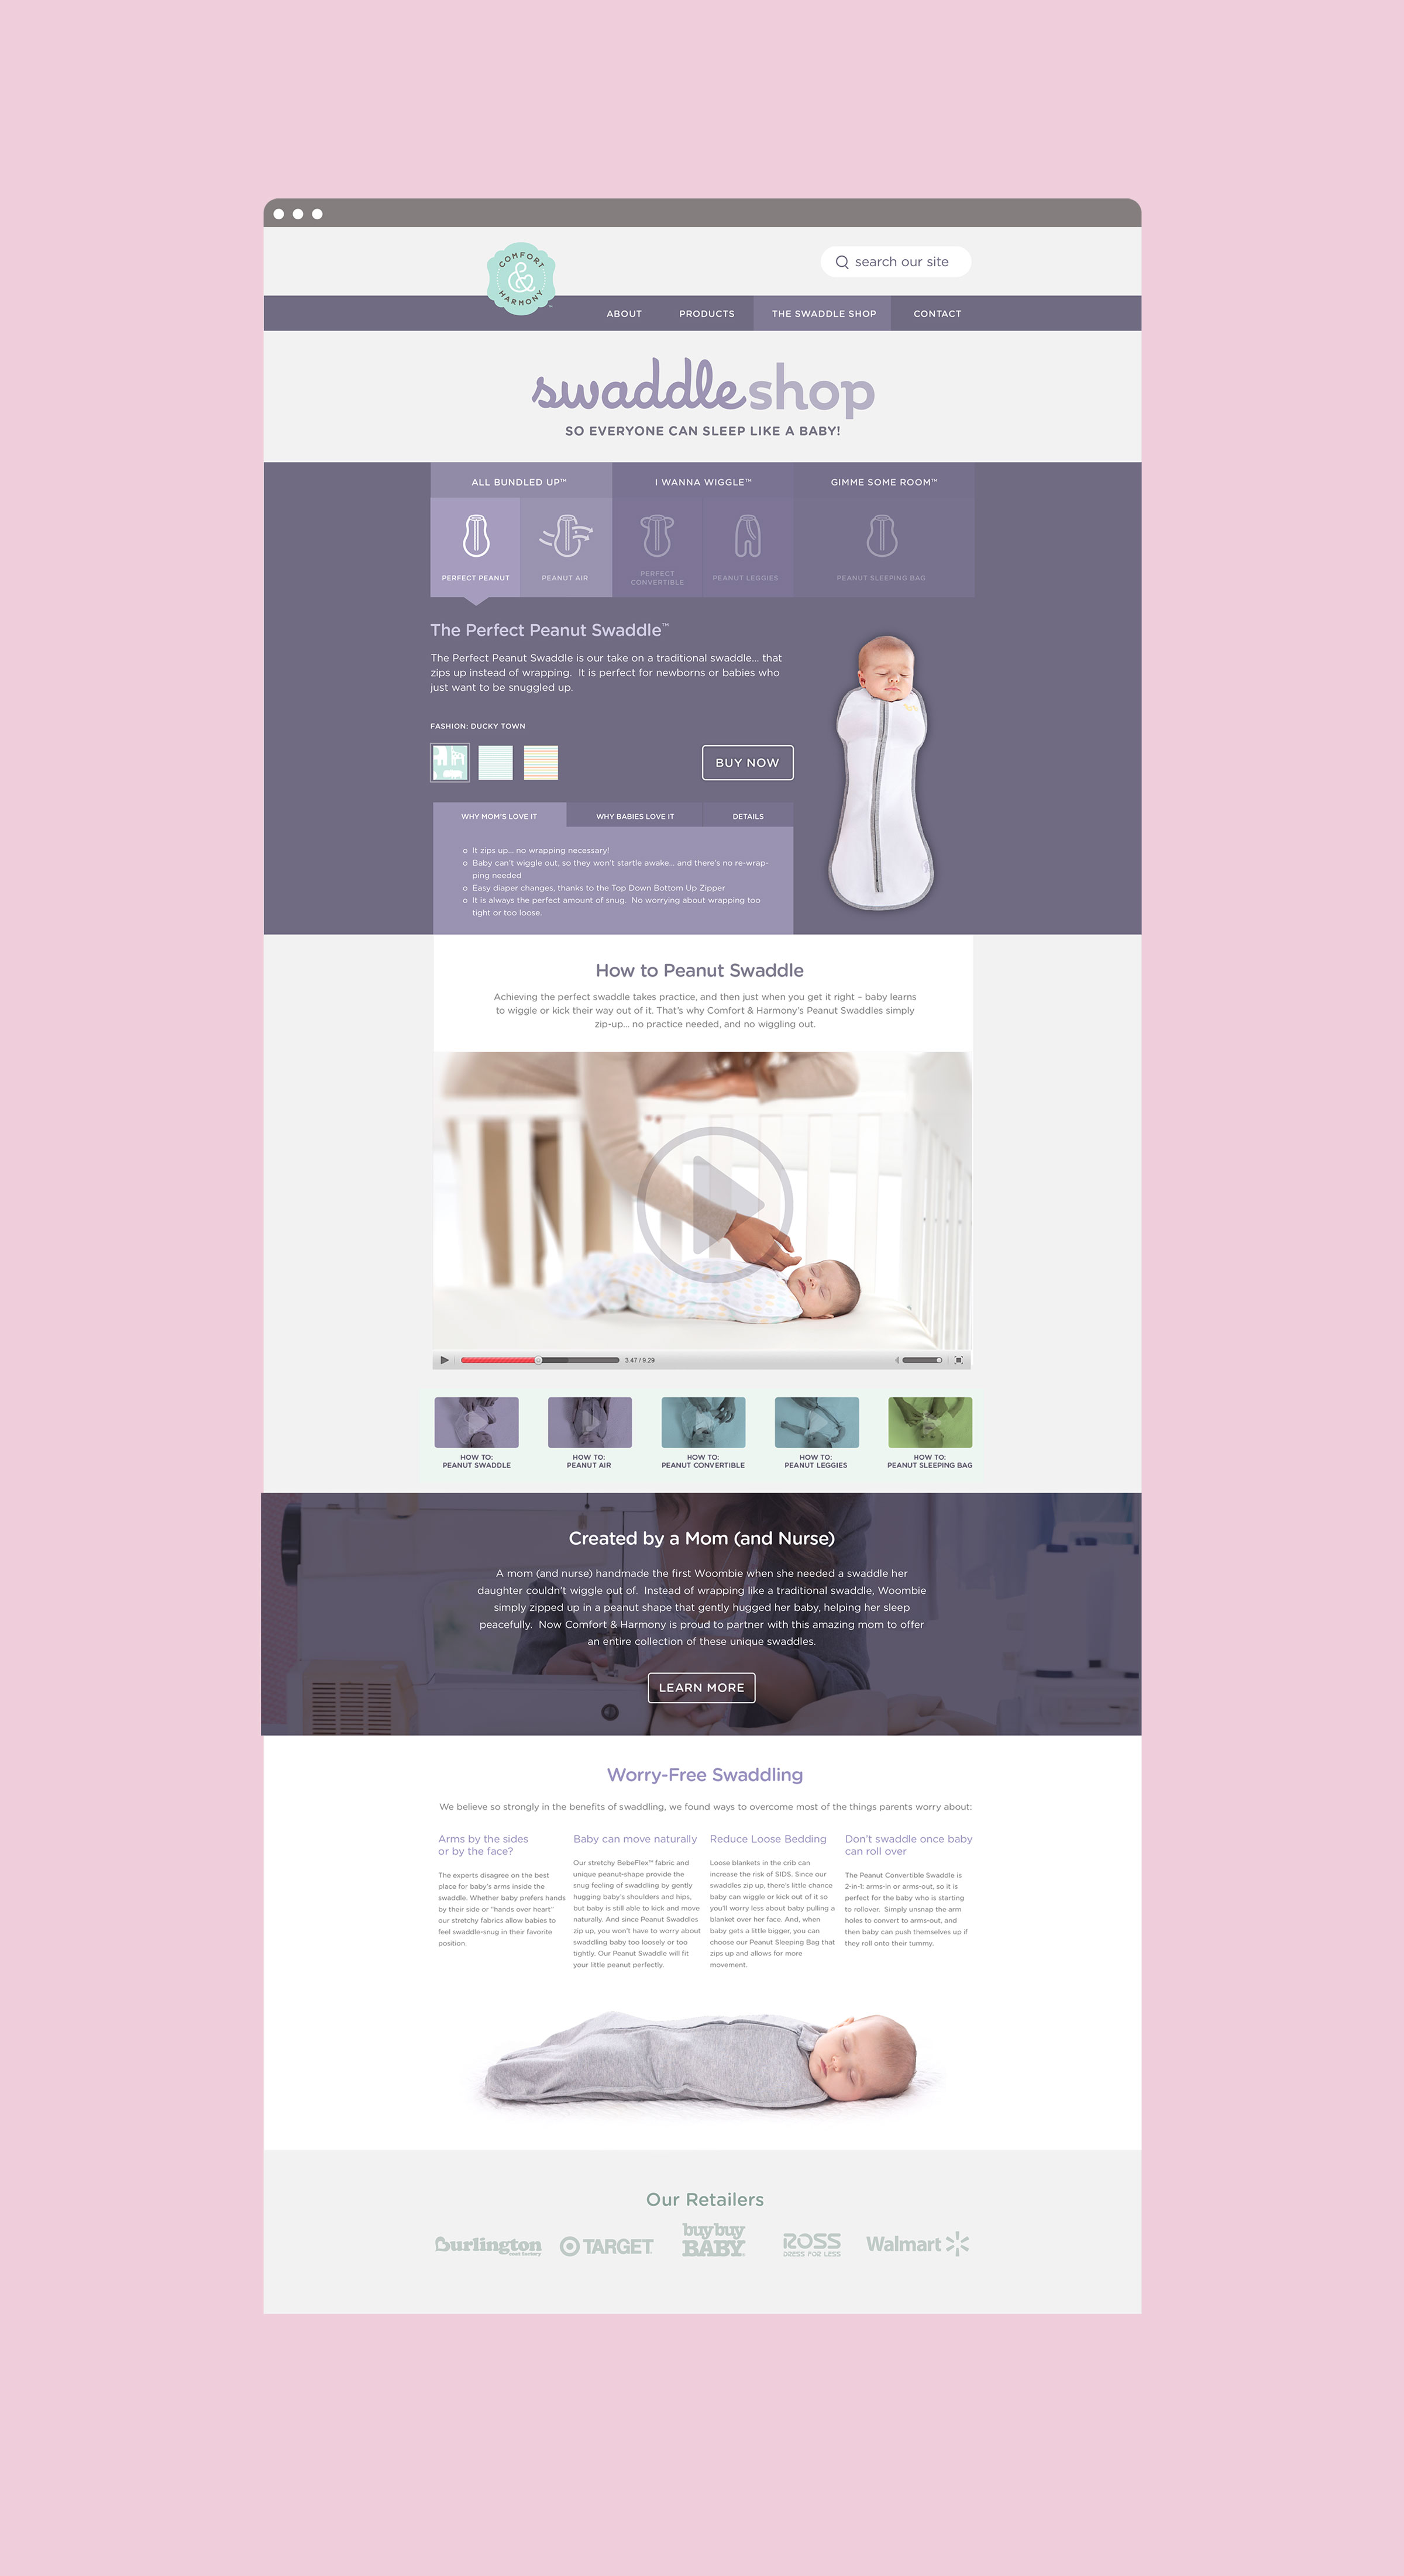 COMFORT
&
HARMONY
™
search our site
ABOUT
PRODUCTS
THE SWADDLE SHOP
CONTACT
swaddleshop
SO EVERYONE CAN SLEEP LIKE A BABY!
ALL BUNDLED UP™
I WANNA WIGGLE™
GIMME SOME ROOM™
PERFECT PEANUT
PEANUT AIR
PERFECT
CONVERTIBLE
PEANUT LEGGIES
PEANUT SLEEPING BAG
The Perfect Peanut Swaddle™
The Perfect Peanut Swaddle is our take on a traditional swaddle... that
zips up instead of wrapping.  It is perfect for newborns or babies who
just want to be snuggled up.
FASHION: DUCKY TOWN
BUY NOW
WHY MOM'S LOVE IT
WHY BABIES LOVE IT
DETAILS
o It zips up... no wrapping necessary!
o Baby can't wiggle out, so they won't startle awake... and there's no re-wrap-
ping needed
o Easy diaper changes, thanks to the Top Down Bottom Up Zipper
o It is always the perfect amount of snug.  No worrying about wrapping too
tight or too loose.
How to Peanut Swaddle
Achieving the perfect swaddle takes practice, and then just when you get it right – baby learns
to wiggle or kick their way out of it. That's why Comfort & Harmony's Peanut Swaddles simply
zip-up... no practice needed, and no wiggling out.
3.47 / 9.29
HOW TO:
PEANUT SWADDLE
HOW TO:
PEANUT AIR
HOW TO:
PEANUT CONVERTIBLE
HOW TO:
PEANUT LEGGIES
HOW TO:
PEANUT SLEEPING BAG
Created by a Mom (and Nurse)
A mom (and nurse) handmade the first Woombie when she needed a swaddle her
daughter couldn't wiggle out of.  Instead of wrapping like a traditional swaddle, Woombie
simply zipped up in a peanut shape that gently hugged her baby, helping her sleep
peacefully.  Now Comfort & Harmony is proud to partner with this amazing mom to offer
an entire collection of these unique swaddles.
LEARN MORE
Worry-Free Swaddling
We believe so strongly in the benefits of swaddling, we found ways to overcome most of the things parents worry about:
Arms by the sides
or by the face?
The experts disagree on the best
place for baby's arms inside the
swaddle. Whether baby prefers hands
by their side or "hands over heart"
our stretchy fabrics allow babies to
feel swaddle-snug in their favorite
position.
Baby can move naturally
Our stretchy BebeFlex™ fabric and
unique peanut-shape provide the
snug feeling of swaddling by gently
hugging baby's shoulders and hips,
but baby is still able to kick and move
naturally. And since Peanut Swaddles
zip up, you won't have to worry about
swaddling baby too loosely or too
tightly. Our Peanut Swaddle will fit
your little peanut perfectly.
Reduce Loose Bedding
Loose blankets in the crib can
increase the risk of SIDS. Since our
swaddles zip up, there's little chance
baby can wiggle or kick out of it so
you'll worry less about baby pulling a
blanket over her face. And, when
baby gets a little bigger, you can
choose our Peanut Sleeping Bag that
zips up and allows for more
movement.
Don't swaddle once baby
can roll over
The Peanut Convertible Swaddle is
2-in-1: arms-in or arms-out, so it is
perfect for the baby who is starting
to rollover.  Simply unsnap the arm
holes to convert to arms-out, and
then baby can push themselves up if
they roll onto their tummy.
Our Retailers
Burlington
coat factory
TARGET
buybuy
BABY
ROSS
DRESS FOR LESS
Walmart